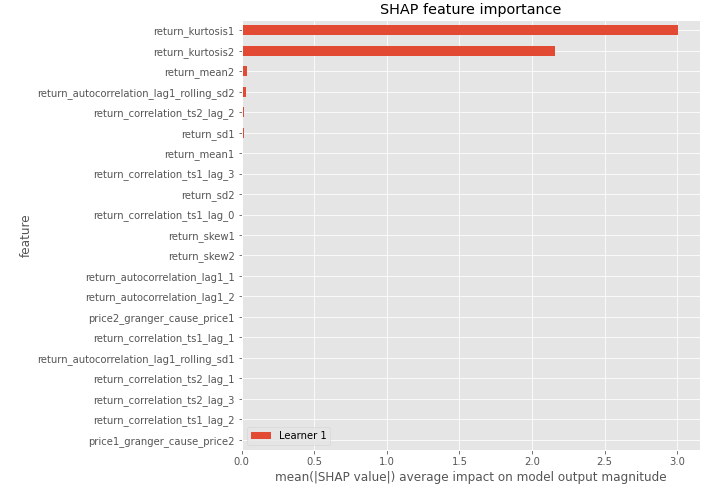 SHAP feature importance
return_kurtosis1
return_kurtosis2
return_mean2
return_autocorrelation_lag1_rolling_sd2
return_correlation_ts2_lag_2
return_sd1
return_mean1
return_correlation_ts1_lag_3
return_sd2
return_correlation_ts1_lag_0
return_skew1
return_skew2
return_autocorrelation_lag1_1
return_autocorrelation_lag1_2
price2_granger_cause_price1
return_correlation_ts1_lag_1
return_autocorrelation_lag1_rolling_sd1
return_correlation_ts2_lag_1
return_correlation_ts2_lag_3
return_correlation_ts1_lag_2
price1_granger_cause_price2
feature
Learner 1
0.0 0.5 1.0 1.5 2.0 2.5 3.0
mean(|SHAP value|) average impact on model output magnitude